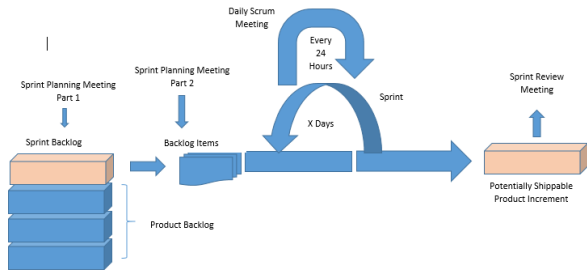 Daily Scrum
Meeting
Every
24
Hours
Sprint Planning Meeting
Part 1
Sprint Planning Meeting
Part 2
Sprint Review
Meeting
Sprint
X Days
Sprint Backlog
Backlog Items
Potentially Shippable
Product Increment
Product Backlog